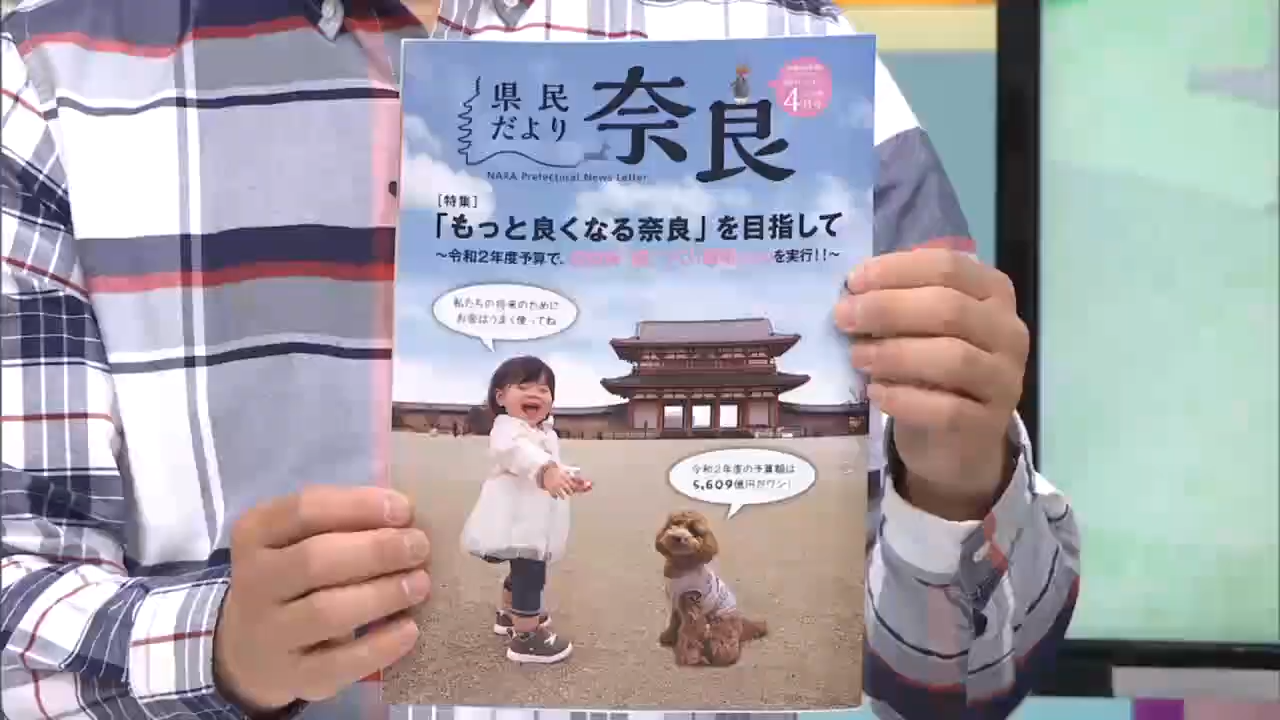 県民
だより
奈良
4月号
NARA Prefectural News Letter
［特集］
「もっと良くなる奈良」を目指して
～令和２年度予算で、
を実行!!～
私たちの将来のために
お金はうまく使ってね
令和２年度の予算額は
5,609億円だワン!